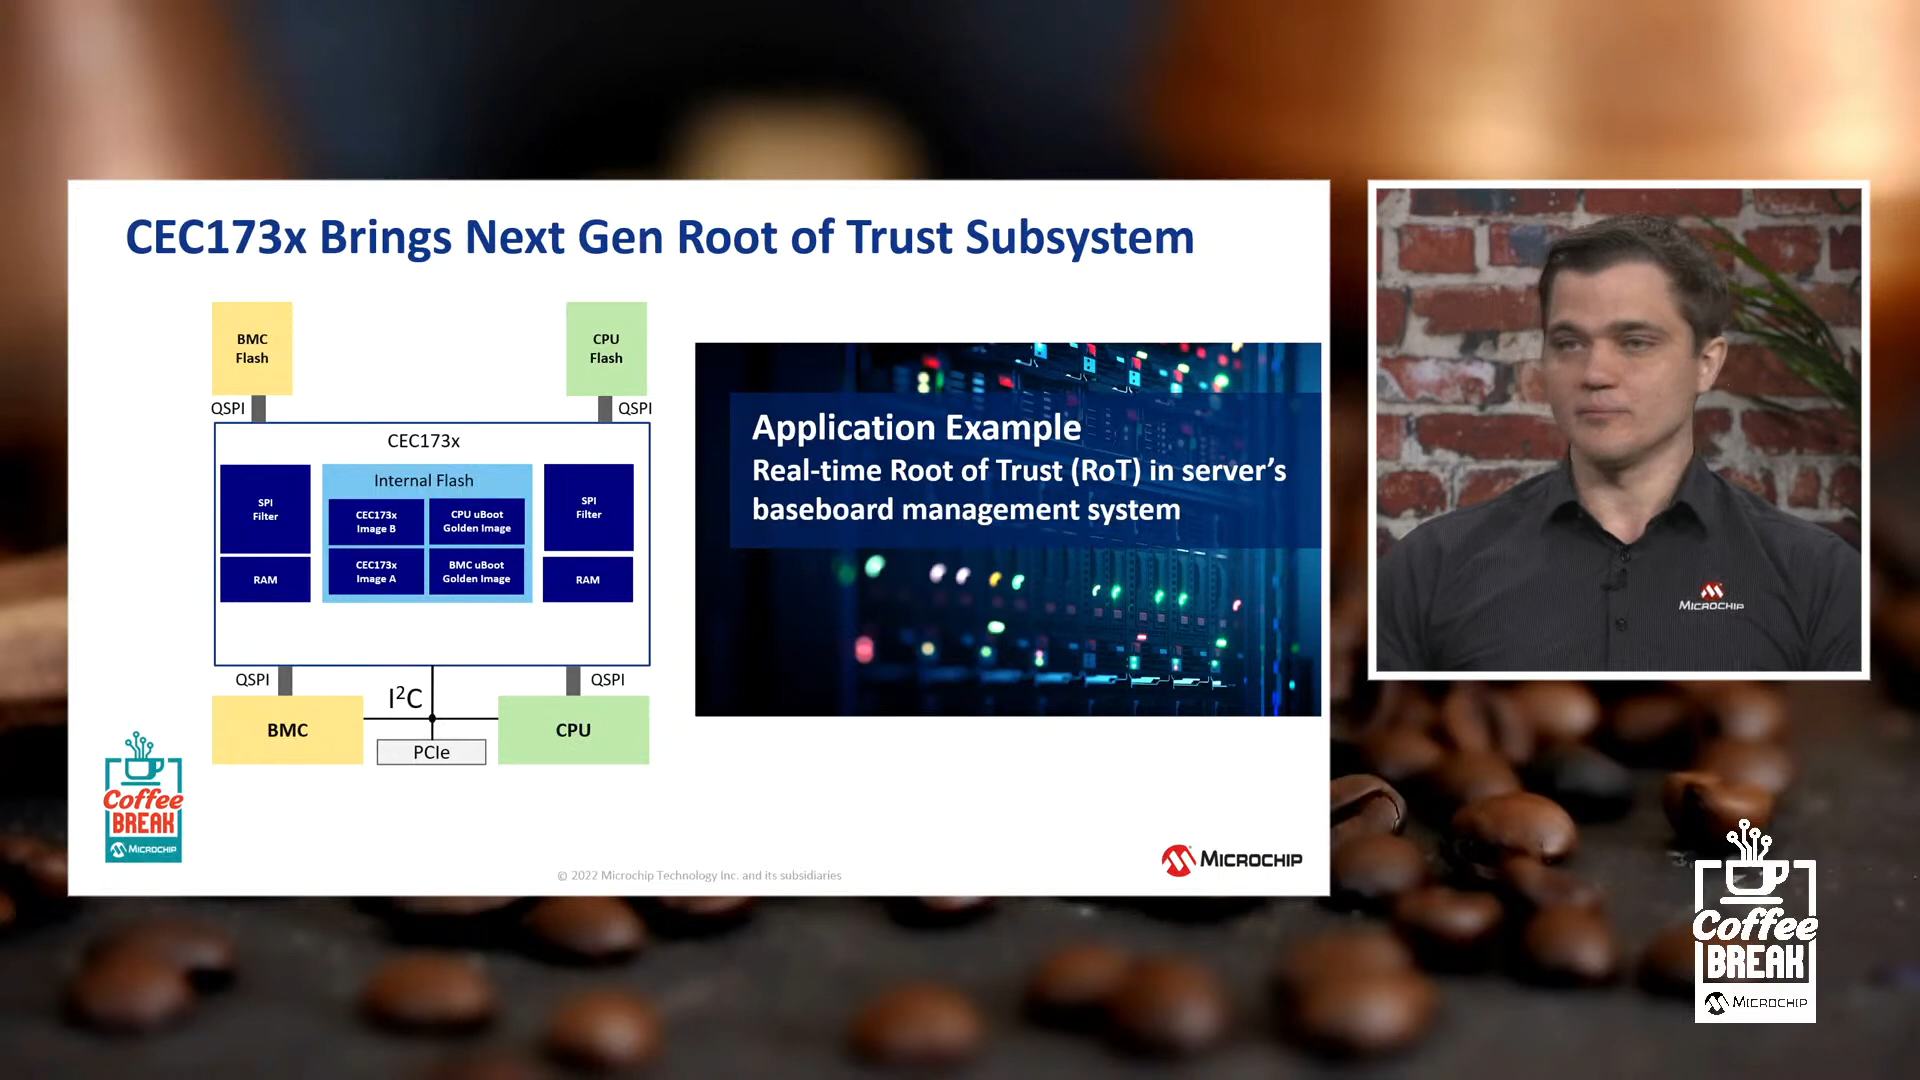 CEC173x Brings Next Gen Root of Trust Subsystem
BMC
Flash
CPU
Flash
QSPI
QSPI
CEC173x
SPI
Filter
RAM
Internal Flash
CEC173x
Image B
CPU uBoot
Golden Image
CEC173x
Image A
BMC uBoot
Golden Image
SPI
Filter
RAM
QSPI
QSPI
I²C
BMC
CPU
PCIe
Application Example
Real-time Root of Trust (RoT) in server's
baseboard management system
Coffee
BREAK
MICROCHIP
© 2022 Microchip Technology Inc. and its subsidiaries
MICROCHIP
MICROCHIP
Coffee
BREAK
MICROCHIP